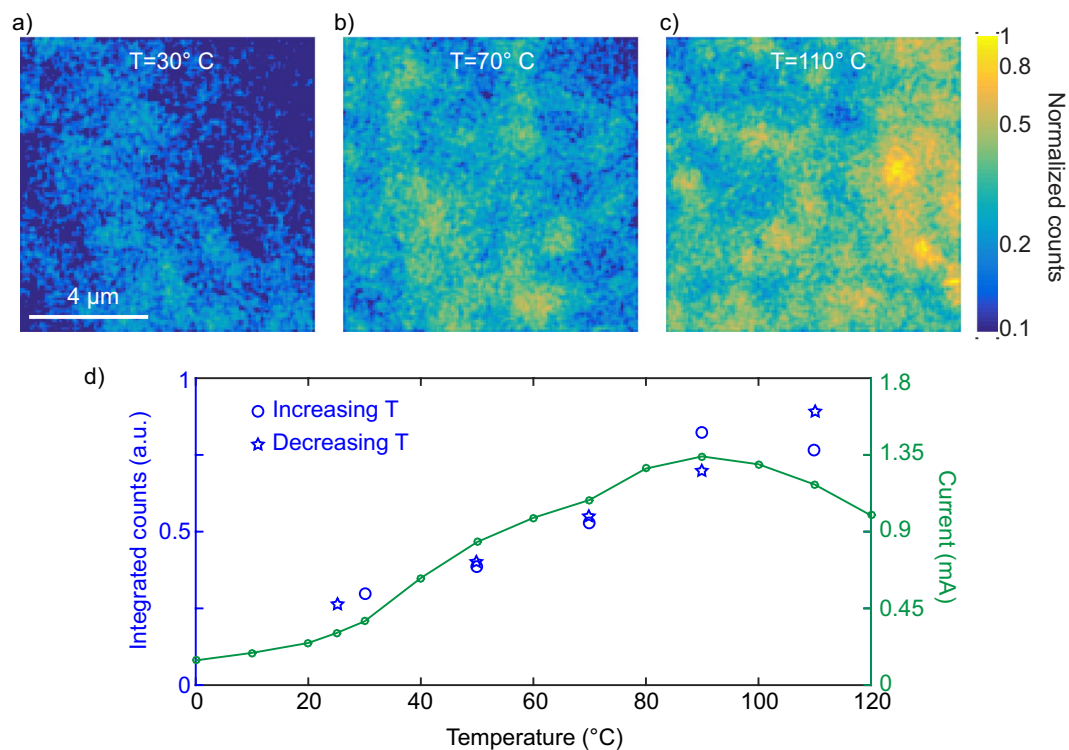 a)
b)
c)
T=30° C
T=70° C
T=110° C
4 µm
1
0.8
0.5
0.2
0.1
Normalized counts
d)
Increasing T
Decreasing T
1
0.5
0
Integrated counts (a.u.)
1.8
1.35
0.9
0.45
0
Current (mA)
0
20
40
60
80
100
120
Temperature (°C)